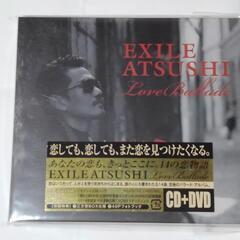 EXILE
ATSUSHI
Love Ballade
恋しても、恋しても、また恋を見つけたくなる。
あなたの恋も、きっとここに。14の恋物語
EXILE ATSUSHI Love Ballade
CD+DVD